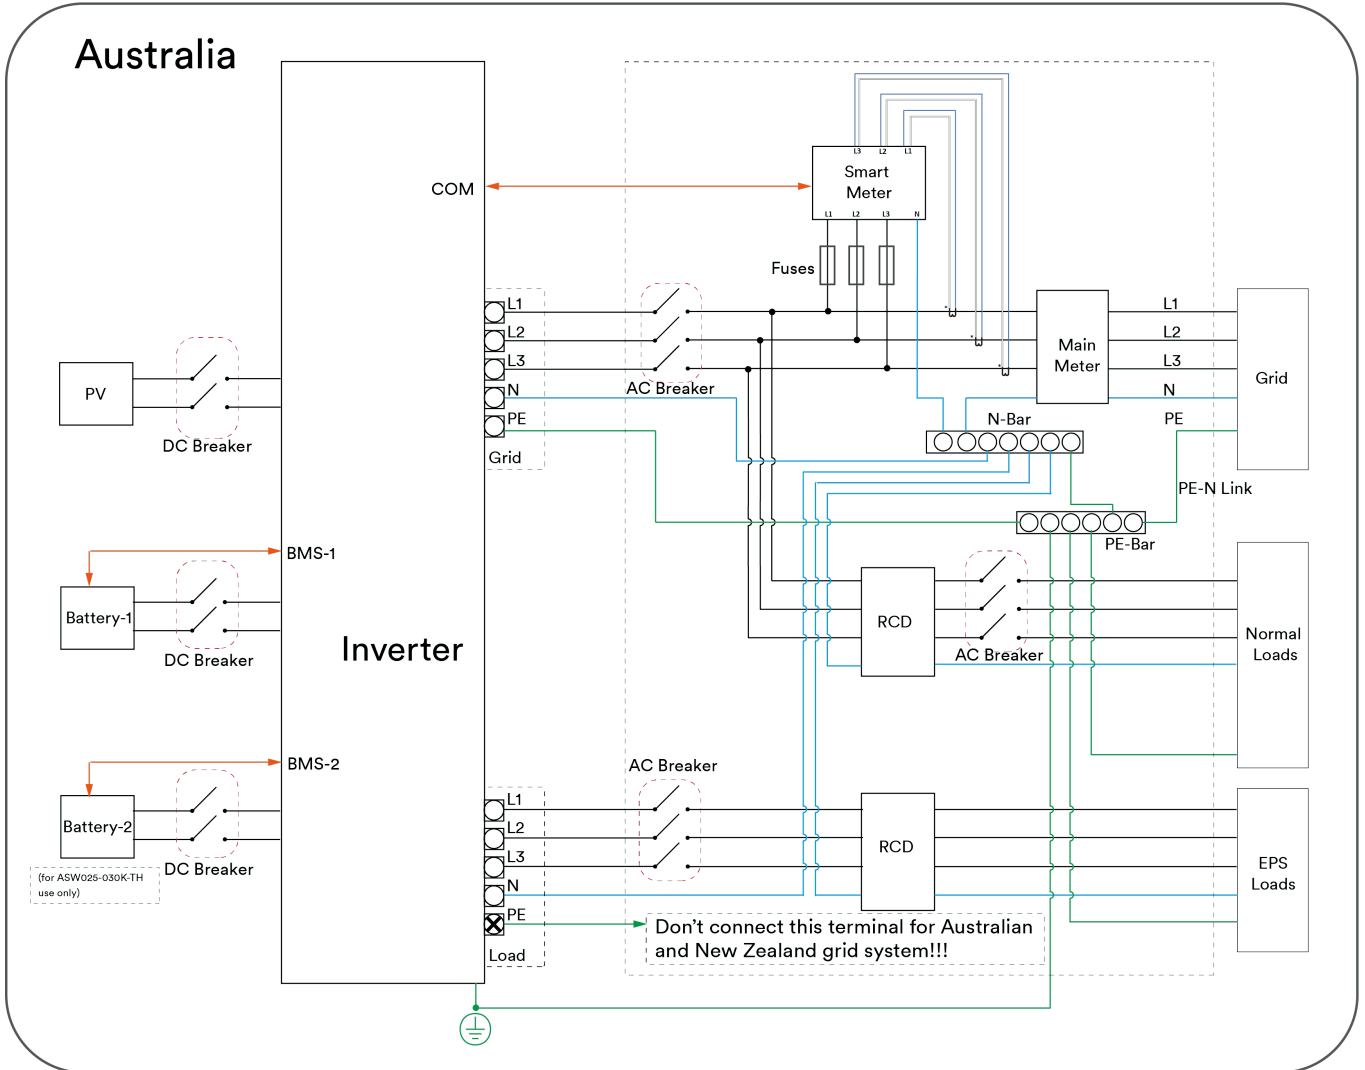 Australia
COM
L3 L2 L1
Smart
Meter
L1 L2 L3 N
Fuses
L1
L2
L3
N
PE
Grid
AC Breaker
Main
Meter
L1
L2
L3
N
PE
Grid
PV
DC Breaker
N-Bar
PE-N Link
PE-Bar
BMS-1
Battery-1
DC Breaker
Inverter
RCD
AC Breaker
Normal
Loads
BMS-2
Battery-2
DC Breaker
(for ASW025-030K-TH
use only)
AC Breaker
L1
L2
L3
N
PE
Load
RCD
EPS
Loads
Don't connect this terminal for Australian
and New Zealand grid system!!!